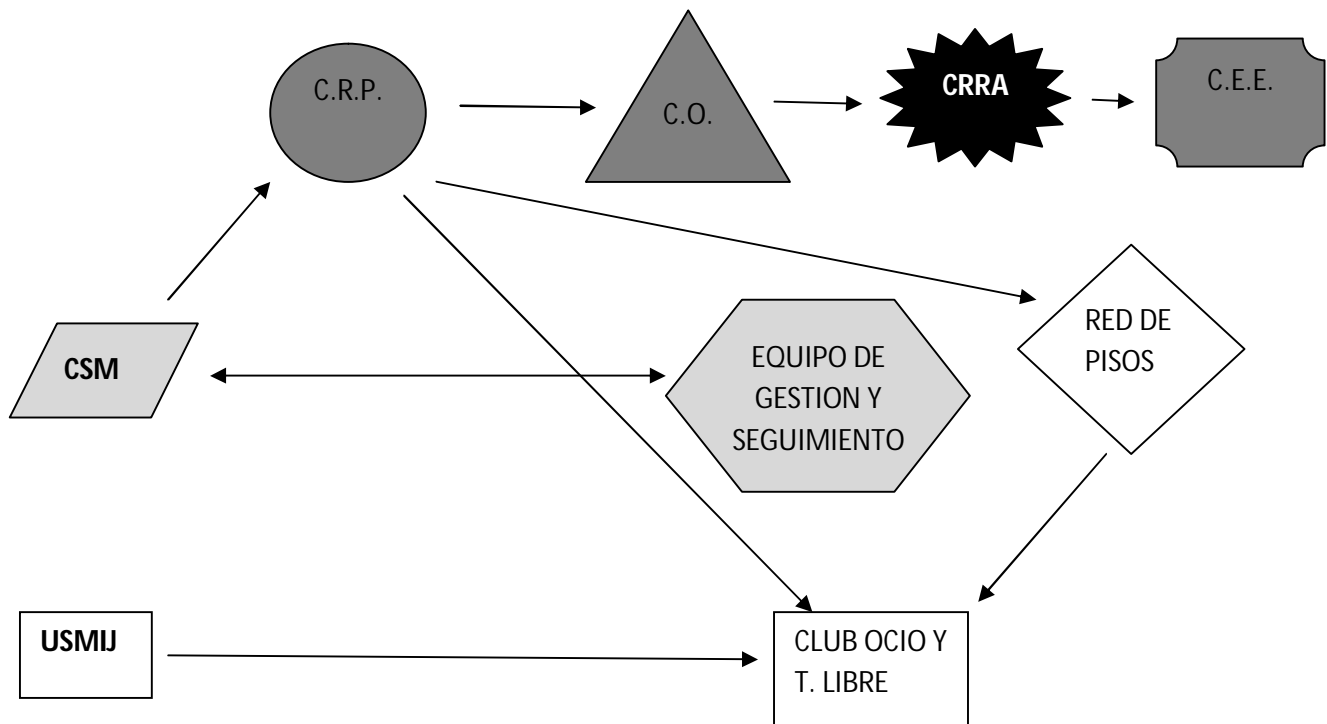 C.R.P.
C.O.
CRRA
C.E.E.
CSM
EQUIPO DE
GESTION Y
SEGUIMIENTO
RED DE
PISOS
USMIJ
CLUB OCIO Y
T. LIBRE